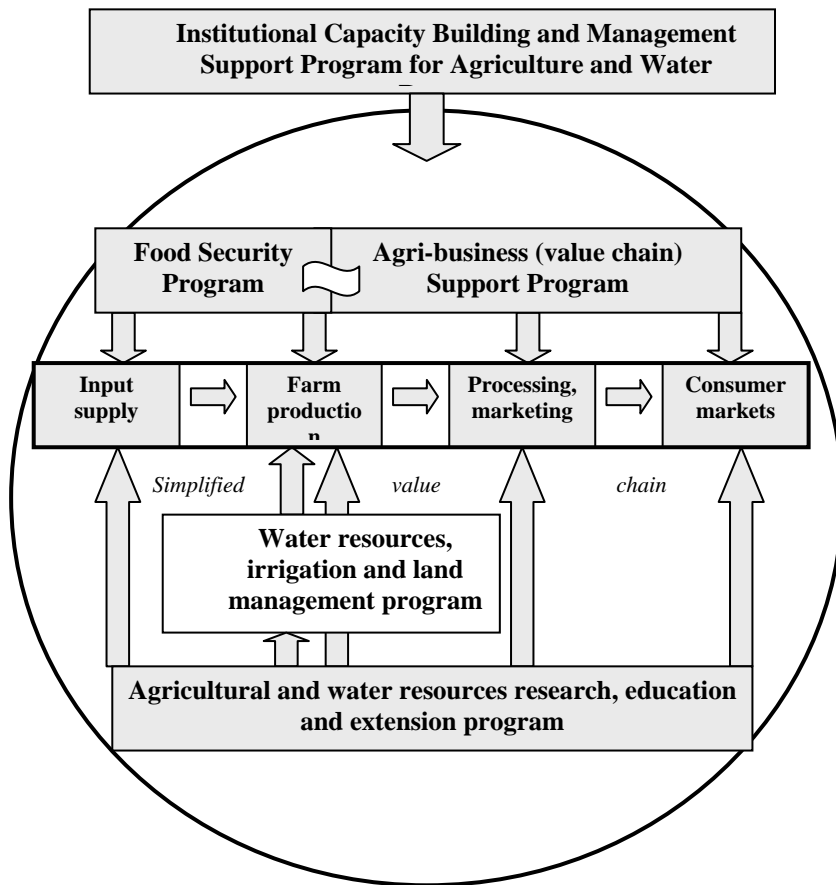 Institutional Capacity Building and Management
Support Program for Agriculture and Water
Food Security
Program
Agri-business (value chain)
Support Program
Input
supply
Farm
productio
n
Processing,
marketing
Consumer
markets
Simplified value chain
Water resources,
irrigation and land
management program
Agricultural and water resources research, education
and extension program